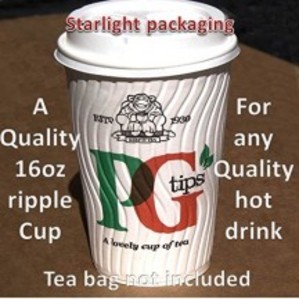 Starlight packaging
A
Quality
16oz
ripple
Cup
For
any
Quality
hot
drink
ESTD 1930
PG
tips
A lovely cup of tea
Tea bag not included